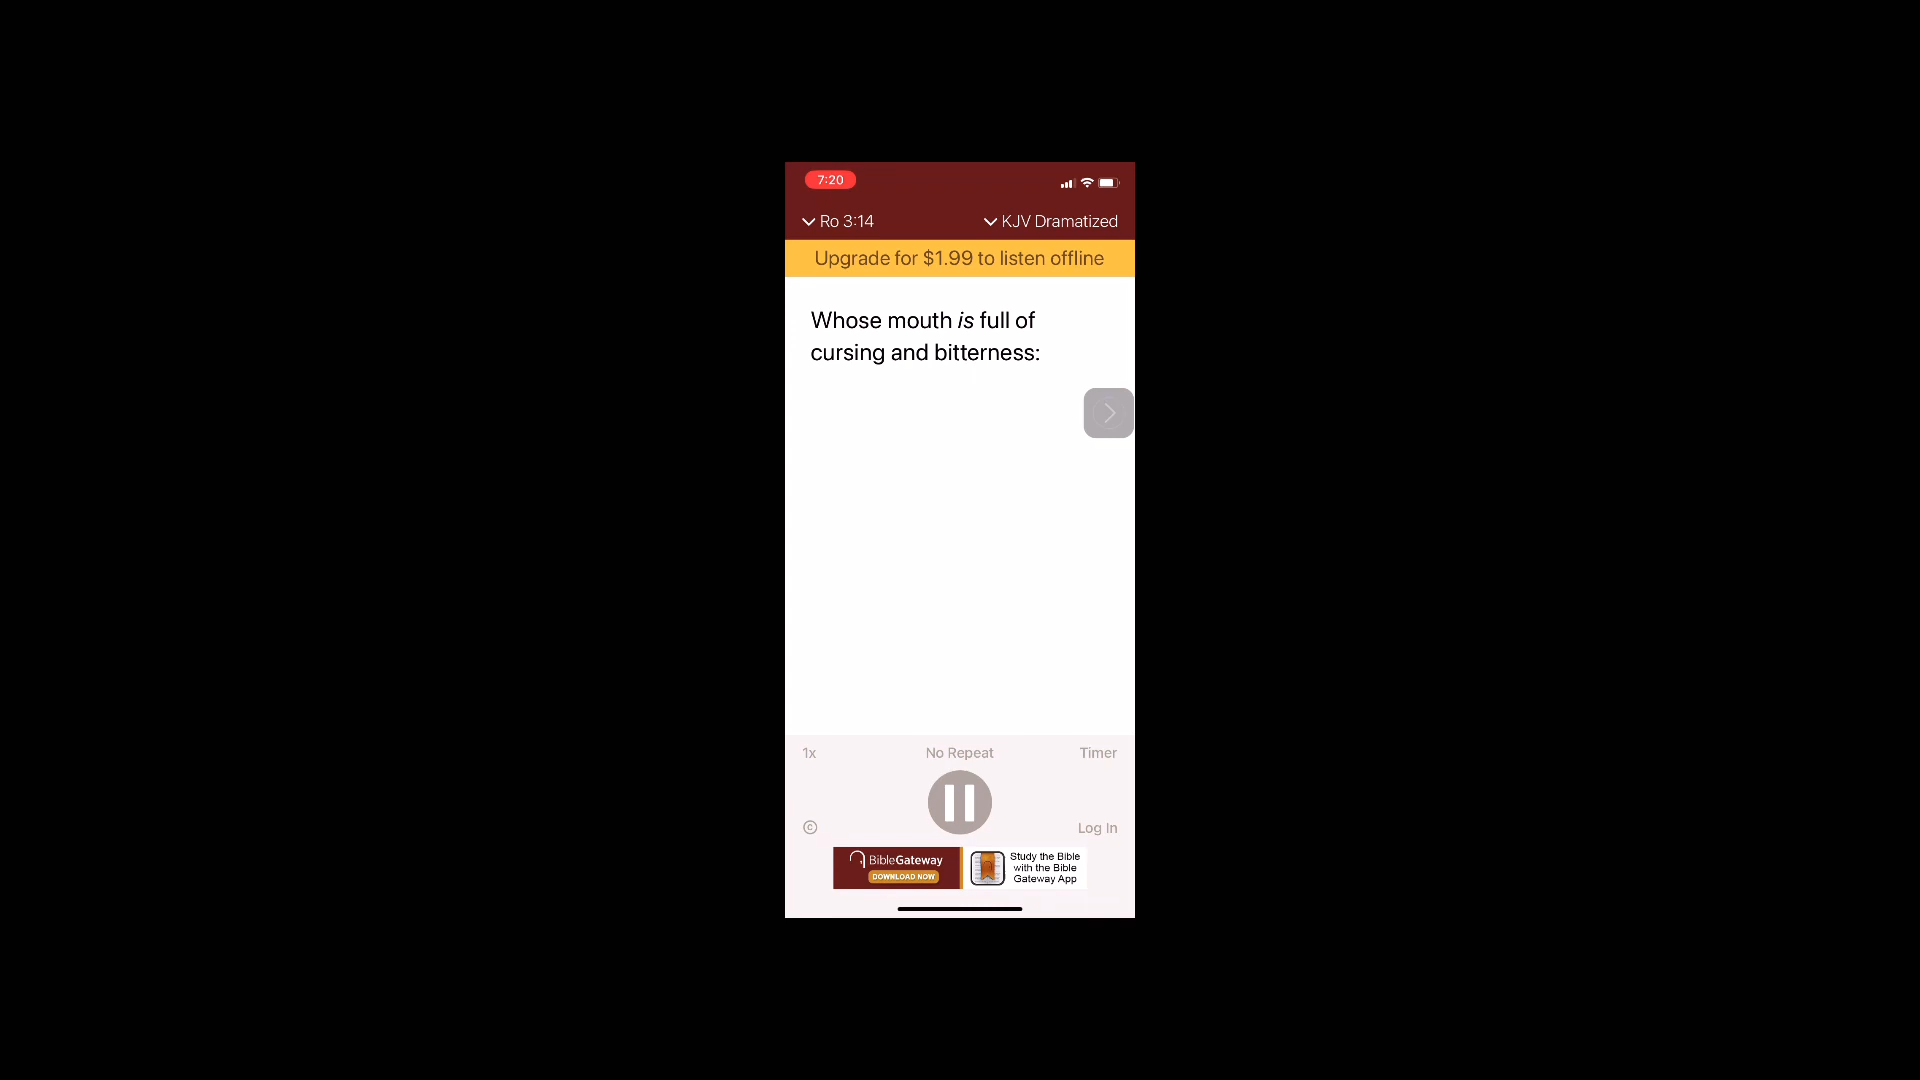 7:20
Ro 3:14
KJV Dramatized
Upgrade for $1.99 to listen offline
Whose mouth is full of
cursing and bitterness:
1x
No Repeat
Timer
©
Log In
BibleGateway
DOWNLOAD NOW
Study the Bible
with the Bible
Gateway App